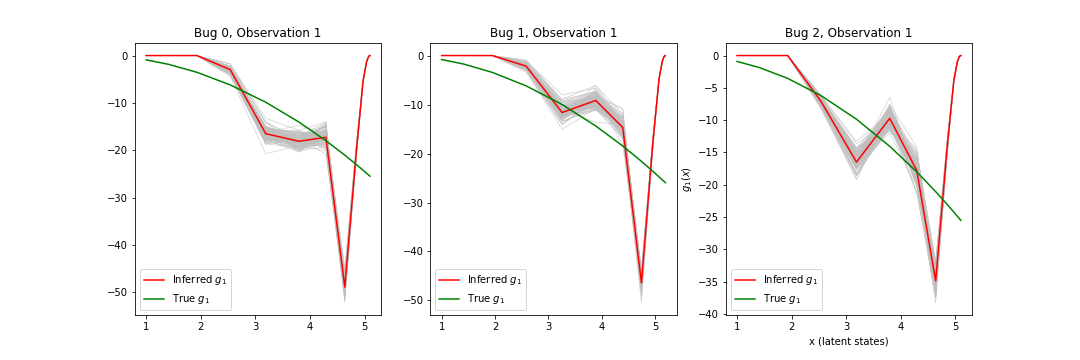 Bug 0, Observation 1
0
−10
−20
−30
−40
−50
1 2 3 4 5
Inferred g₁
True g₁
Bug 1, Observation 1
0
−10
−20
−30
−40
−50
1 2 3 4 5
Inferred g₁
True g₁
Bug 2, Observation 1
g₁(x)
0
−5
−10
−15
−20
−25
−30
−35
−40
1 2 3 4 5
x (latent states)
Inferred g₁
True g₁